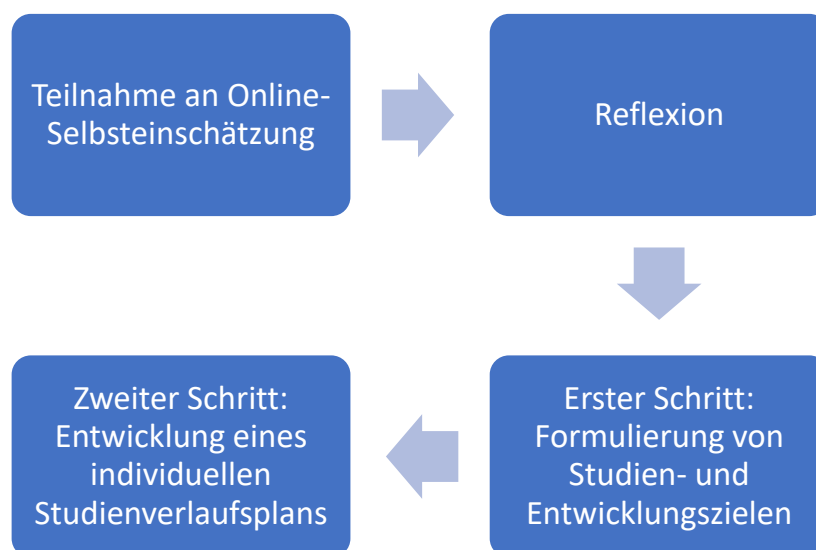 Teilnahme an Online-
Selbsteinschätzung
Reflexion
Erster Schritt:
Formulierung von
Studien- und
Entwicklungszielen
Zweiter Schritt:
Entwicklung eines
individuellen
Studienverlaufsplans